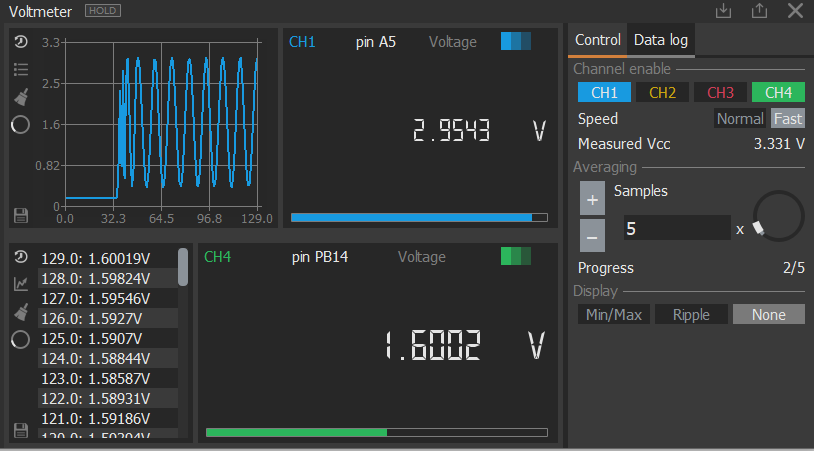 Voltmeter HOLD
3.3
2.5
1.6
0.82
0
0.0 32.3 64.5 96.8 129.0
CH1 pin A5 Voltage
2.9543 V
129.0: 1.60019V
128.0: 1.59824V
127.0: 1.59546V
126.0: 1.5927V
125.0: 1.5907V
124.0: 1.58844V
123.0: 1.58587V
122.0: 1.58931V
121.0: 1.59186V
CH4 pin PB14 Voltage
1.6002 V
Control Data log
Channel enable
CH1 CH2 CH3 CH4
Speed Normal Fast
Measured Vcc 3.331 V
Averaging
Samples
+
5 x
−
Progress 2/5
Display
Min/Max Ripple None